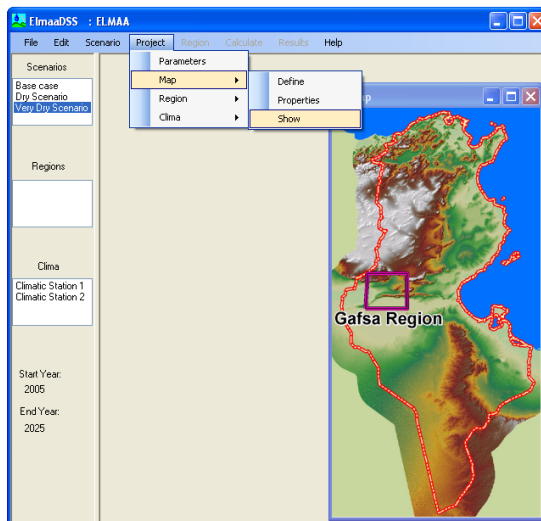 ElmaaDSS : ELMAA
File Edit Scenario Project Region Calculate Results Help
Scenarios
Base case
Dry Scenario
Very Dry Scenario
Regions
Clima
Climatic Station 1
Climatic Station 2
Start Year:
2005
End Year:
2025
Parameters
Map
Region
Clima
Define
Properties
Show
Gafsa Region